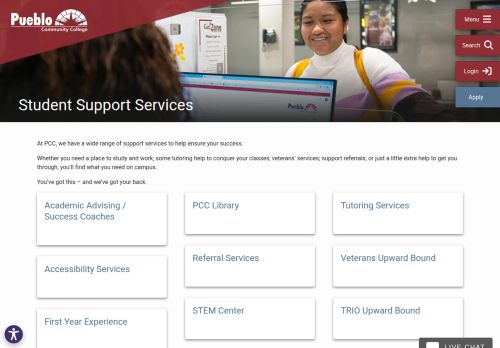 Pueblo
Community College
Menu
Search
Login
Apply
Go Zone
Pueblo
Student Support Services
At PCC, we have a wide range of support services to help ensure your success.
Whether you need a place to study and work; some tutoring help to conquer your classes; veterans' services; support referrals; or just a little extra help to get you
through, you'll find what you need on campus.
You've got this – and we've got your back.
Academic Advising /
Success Coaches
PCC Library
Tutoring Services
Accessibility Services
Referral Services
Veterans Upward Bound
First Year Experience
STEM Center
TRIO Upward Bound
LIVE CHAT